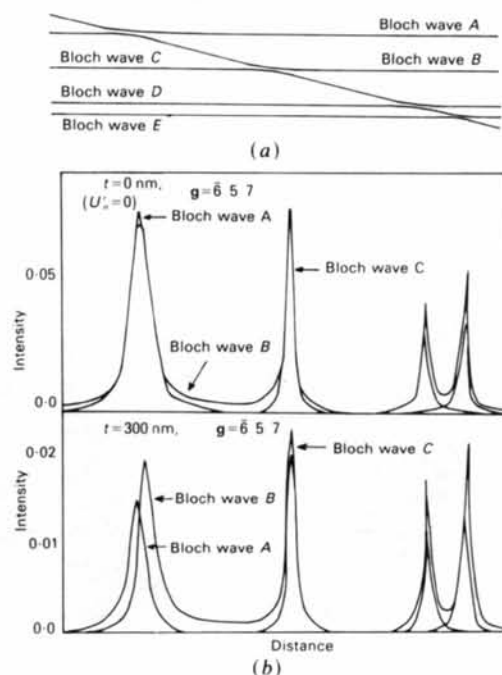 Bloch wave A
Bloch wave C
Bloch wave B
Bloch wave D
Bloch wave E
(a)
t=0 nm, g=6̄ 5 7
(U′ₙ=0)
Bloch wave A
Bloch wave C
Bloch wave B
0·05
0·0
Intensity
t=300 nm, g=6̄ 5 7
Bloch wave C
Bloch wave B
Bloch wave A
0·02
0·01
0·0
Intensity
Distance
(b)